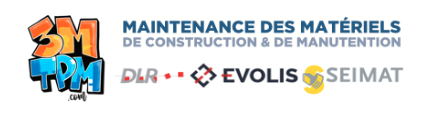 3M
TPM
.com
MAINTENANCE DES MATÉRIELS
DE CONSTRUCTION & DE MANUTENTION
DLR
EVOLIS
SEIMAT